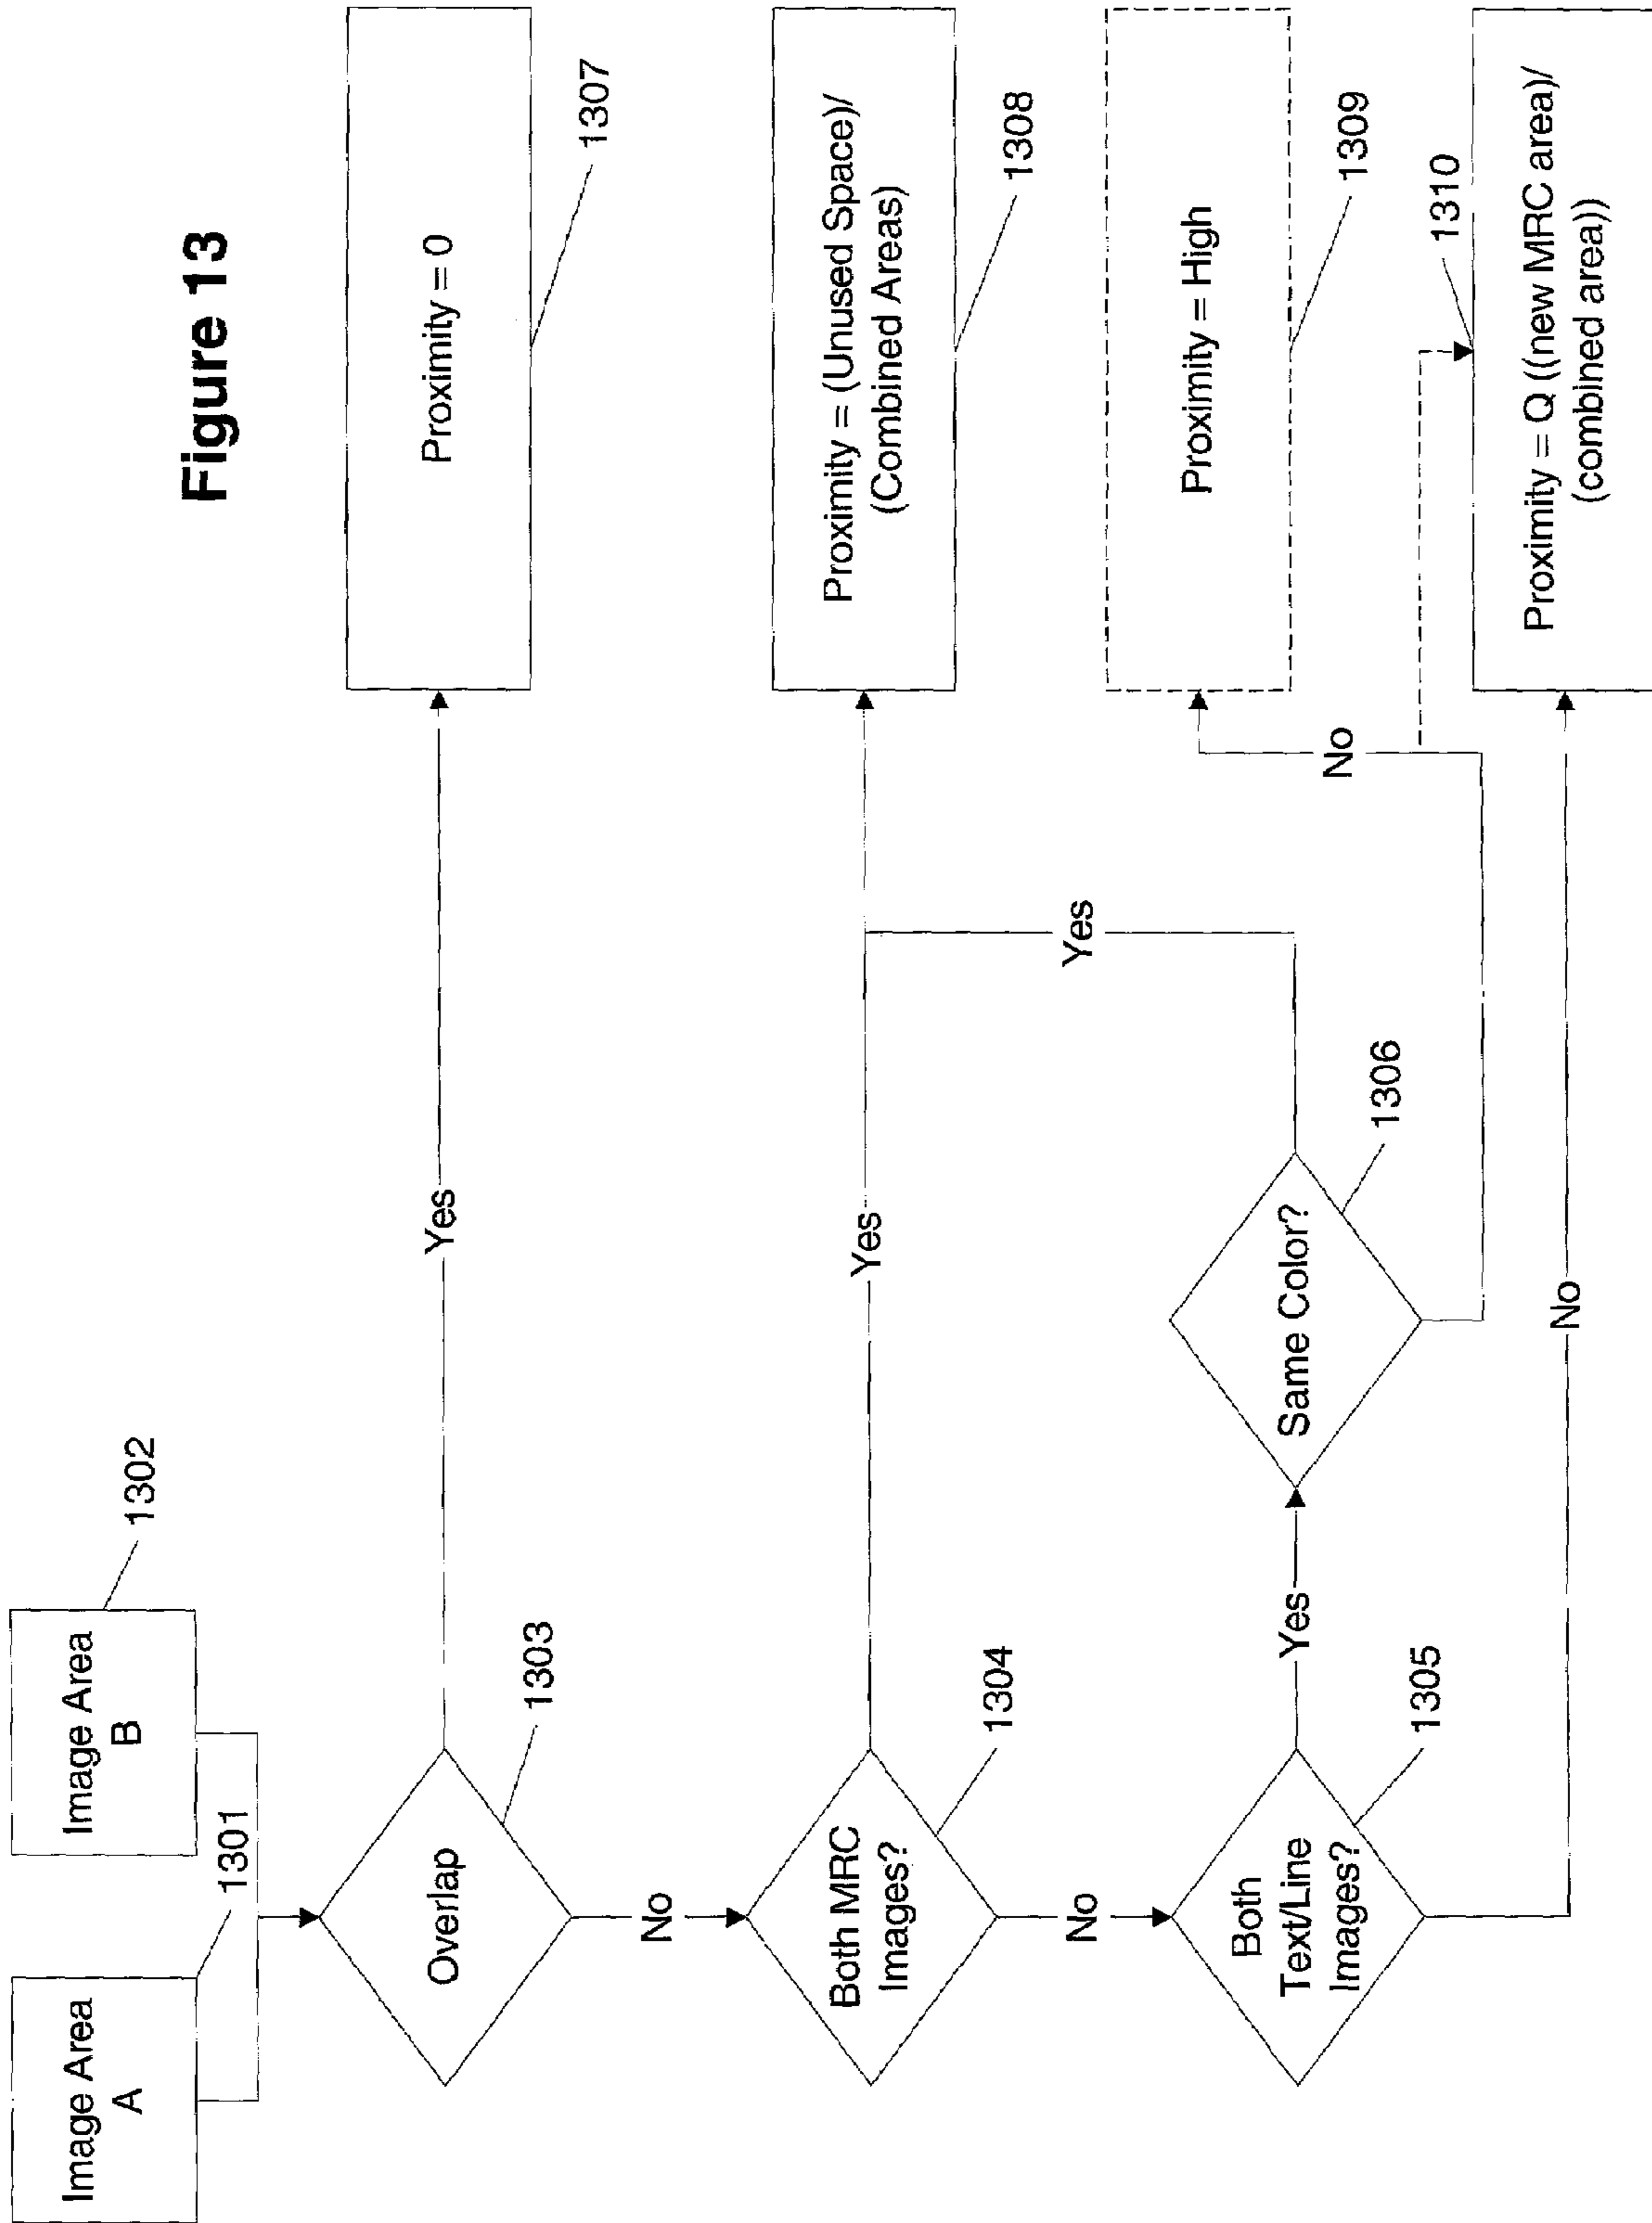 Figure 13
Image Area
A
1301
Image Area
B
1302
Overlap
1303
Yes
Proximity = 0
1307
No
Both MRC
Images?
1304
Yes
Proximity = (Unused Space)/
(Combined Areas)
1308
No
Both
Text/Line
Images?
1305
Yes
Same Color?
1306
Yes
No
Proximity = High
1309
No
1310
Proximity = Q ((new MRC area)/
(combined area))